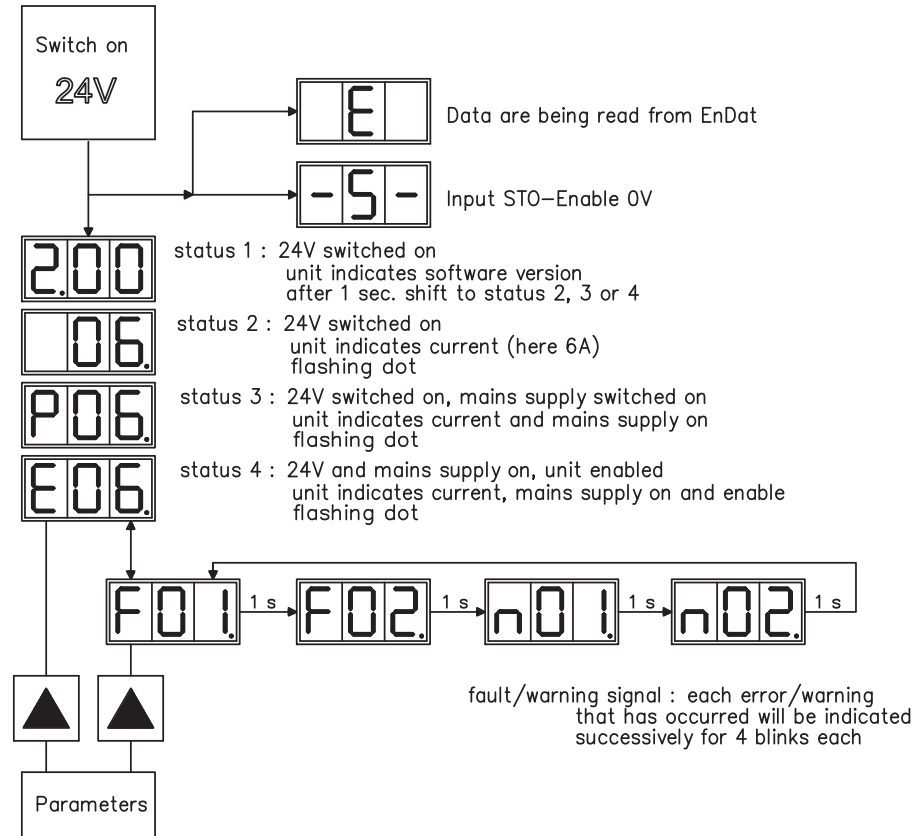 Switch on
24V
E
Data are being read from EnDat
-S-
Input STO-Enable 0V
2.00
status 1 : 24V switched on
unit indicates software version
after 1 sec. shift to status 2, 3 or 4
06.
status 2 : 24V switched on
unit indicates current (here 6A)
flashing dot
P06.
status 3 : 24V switched on, mains supply switched on
unit indicates current and mains supply on
flashing dot
E06.
status 4 : 24V and mains supply on, unit enabled
unit indicates current, mains supply on and enable
flashing dot
F01. 1 s F02. 1 s n01. 1 s n02. 1 s
fault/warning signal : each error/warning
that has occurred will be indicated
successively for 4 blinks each
Parameters